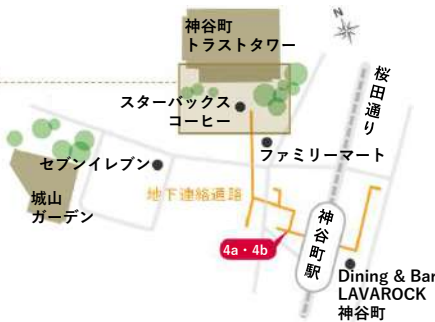 神谷町
トラストタワー
N
桜田通り
スターバックス
コーヒー
ファミリーマート
セブンイレブン
城山
ガーデン
地下連絡通路
神谷町駅
4a・4b
Dining & Bar
LAVAROCK
神谷町